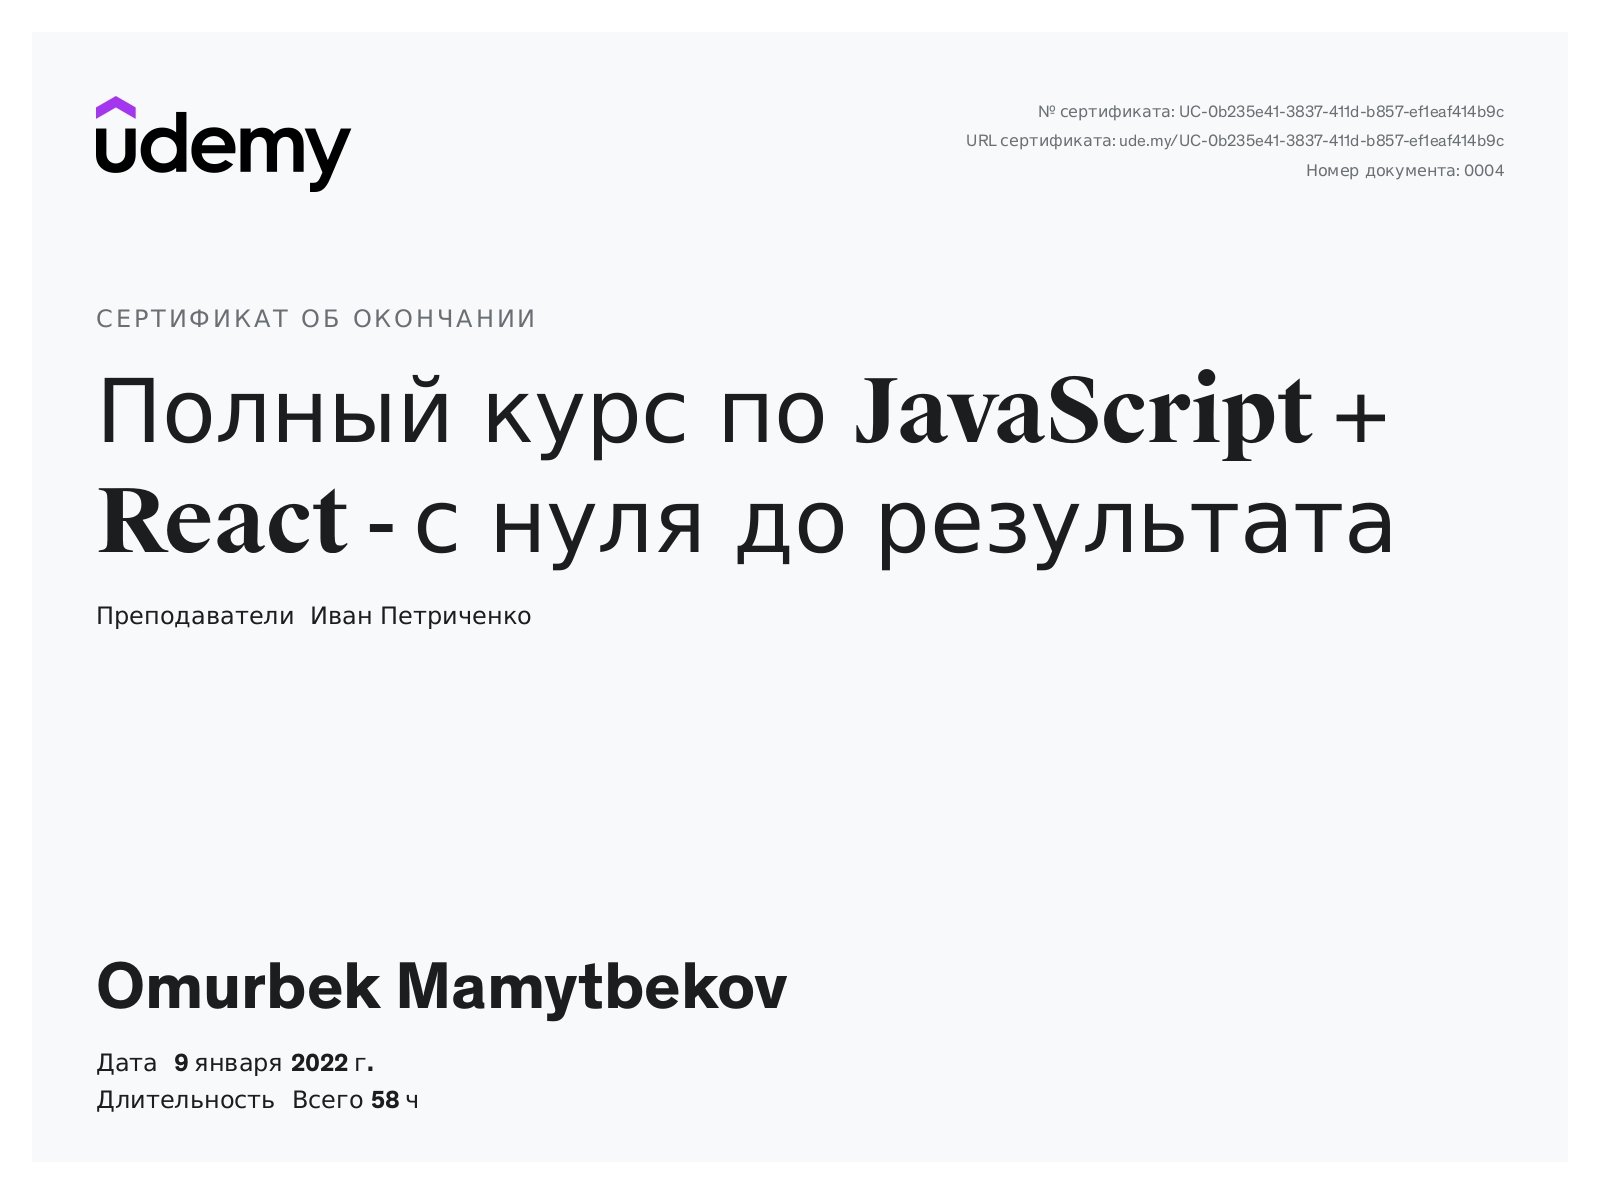 udemy
№ сертификата: UC-0b235e41-3837-411d-b857-ef1eaf414b9c
URL сертификата: ude.my/UC-0b235e41-3837-411d-b857-ef1eaf414b9c
Номер документа: 0004
СЕРТИФИКАТ ОБ ОКОНЧАНИИ
Полный курс по JavaScript +
React - с нуля до результата
Преподаватели Иван Петриченко
Omurbek Mamytbekov
Дата 9 января 2022 г.
Длительность Всего 58 ч